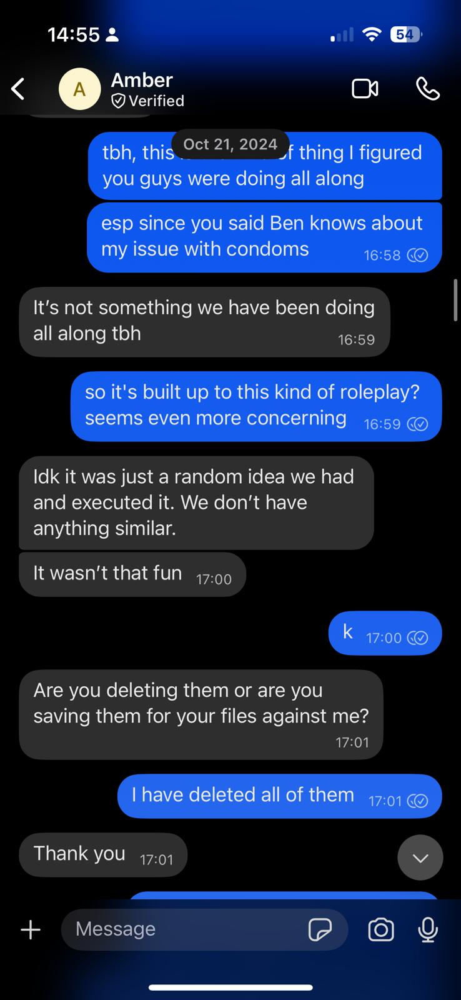 14:55
54
A
Amber
Verified
Oct 21, 2024
tbh, this of thing I figured
you guys were doing all along
esp since you said Ben knows about
my issue with condoms 16:58
It's not something we have been doing
all along tbh 16:59
so it's built up to this kind of roleplay?
seems even more concerning 16:59
Idk it was just a random idea we had
and executed it. We don't have
anything similar.
It wasn't that fun 17:00
k 17:00
Are you deleting them or are you
saving them for your files against me?
17:01
I have deleted all of them 17:01
Thank you 17:01
Message